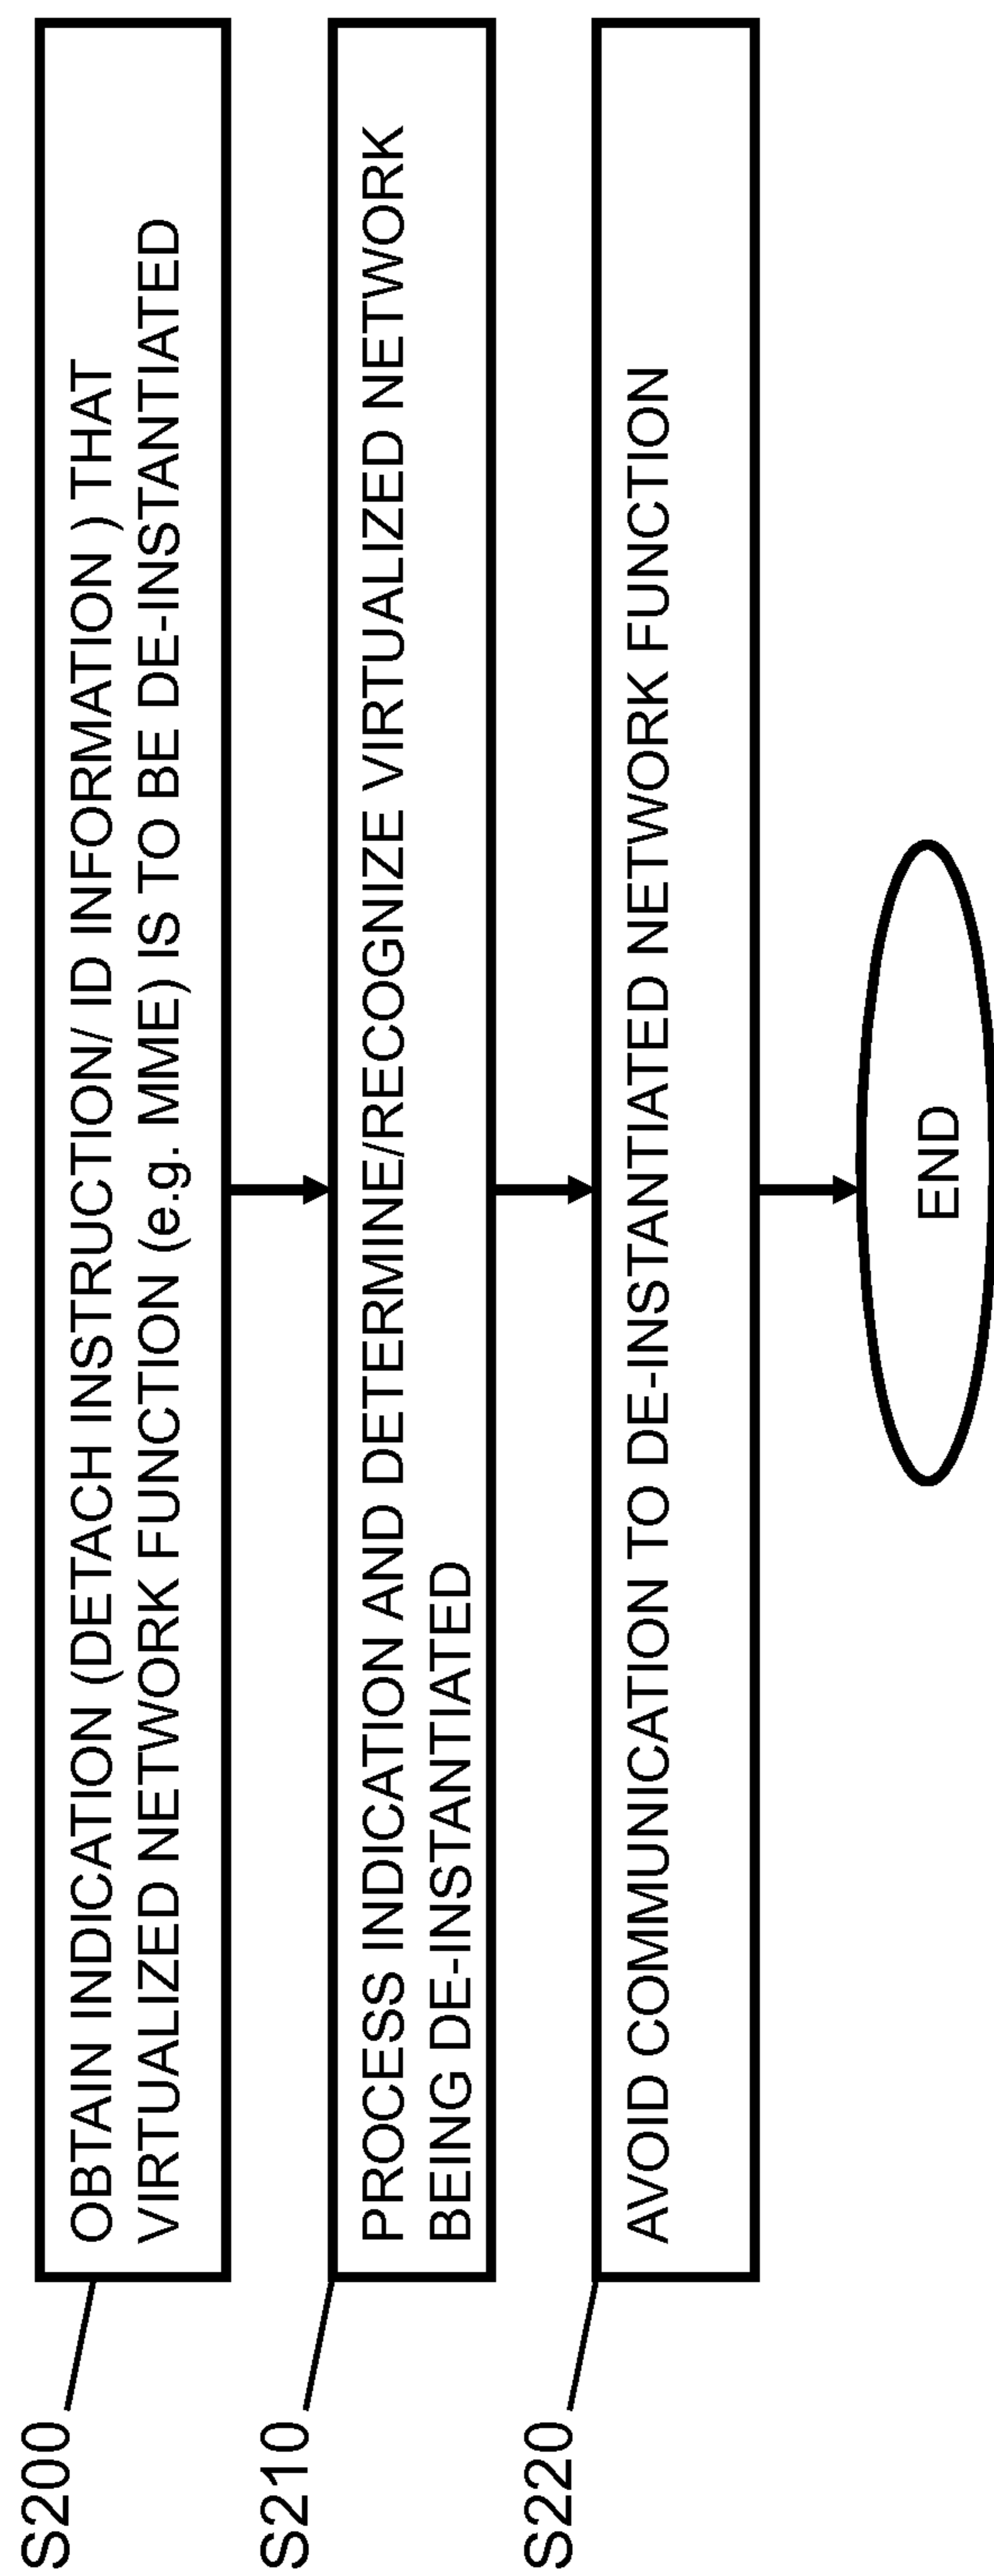 S200
OBTAIN INDICATION (DETACH INSTRUCTION/ ID INFORMATION ) THAT
VIRTUALIZED NETWORK FUNCTION (e.g. MME) IS TO BE DE-INSTANTIATED
S210
PROCESS INDICATION AND DETERMINE/RECOGNIZE VIRTUALIZED NETWORK
BEING DE-INSTANTIATED
S220
AVOID COMMUNICATION TO DE-INSTANTIATED NETWORK FUNCTION
END